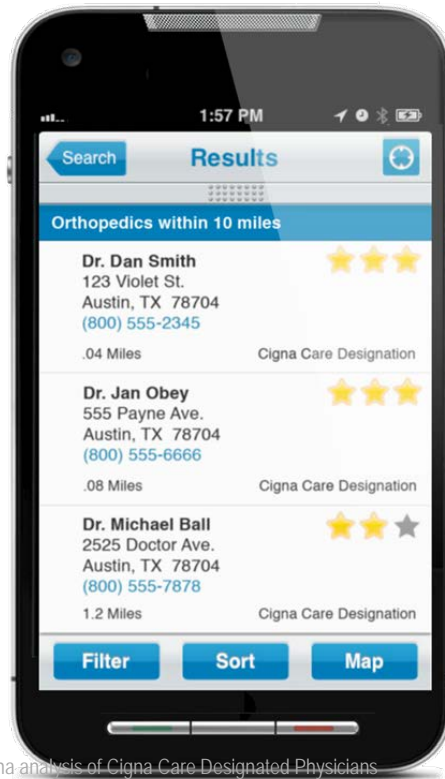 1:57 PM
Search
Results
Orthopedics within 10 miles
Dr. Dan Smith
123 Violet St.
Austin, TX 78704
(800) 555-2345
.04 Miles Cigna Care Designation
Dr. Jan Obey
555 Payne Ave.
Austin, TX 78704
(800) 555-6666
.08 Miles Cigna Care Designation
Dr. Michael Ball
2525 Doctor Ave.
Austin, TX 78704
(800) 555-7878
1.2 Miles Cigna Care Designation
Filter Sort Map
na analysis of Cigna Care Designated Physicians